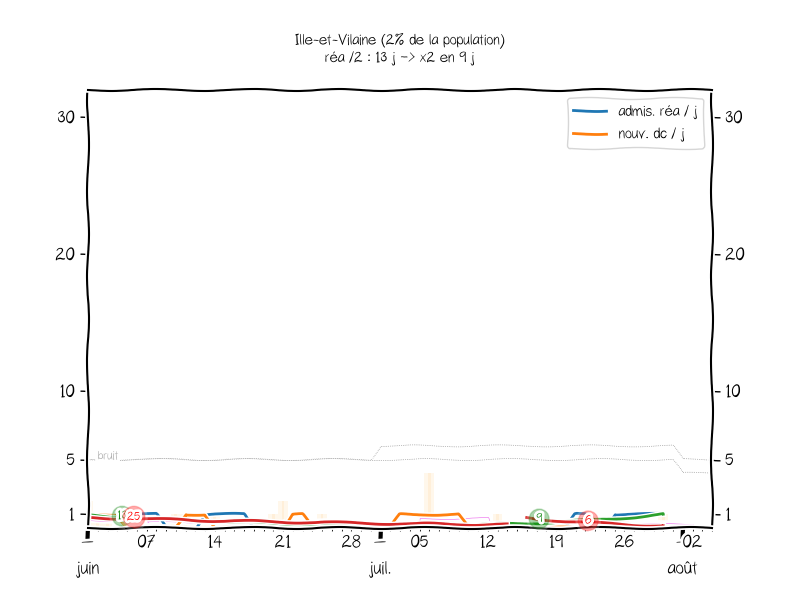 Ille-et-Vilaine (2% de la population)
réa /2 : 13 j -> x2 en 9 j
admis. réa / j
nouv. dc / j
30 30
20 20
10 10
5 5
bruit
1 1
25 9 6
07 14 21 28 05 12 19 26 02
juin juil. août